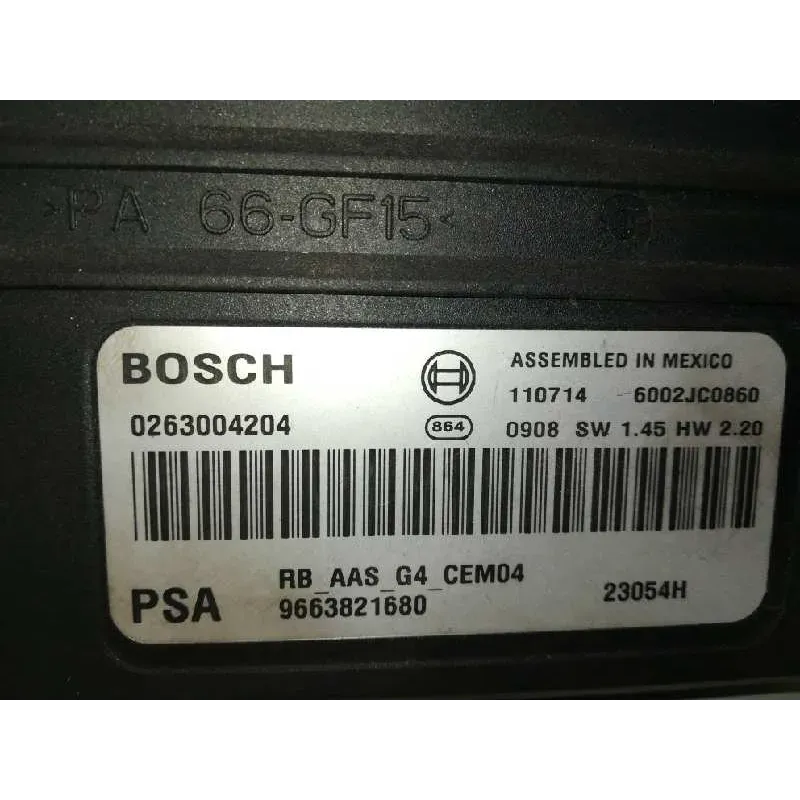 >PA 66-GF15<
BOSCH
ASSEMBLED IN MEXICO
110714 6002JC0860
0263004204
864
0908 SW 1.45 HW 2.20
RB_AAS_G4_CEM04
PSA
9663821680
23054H